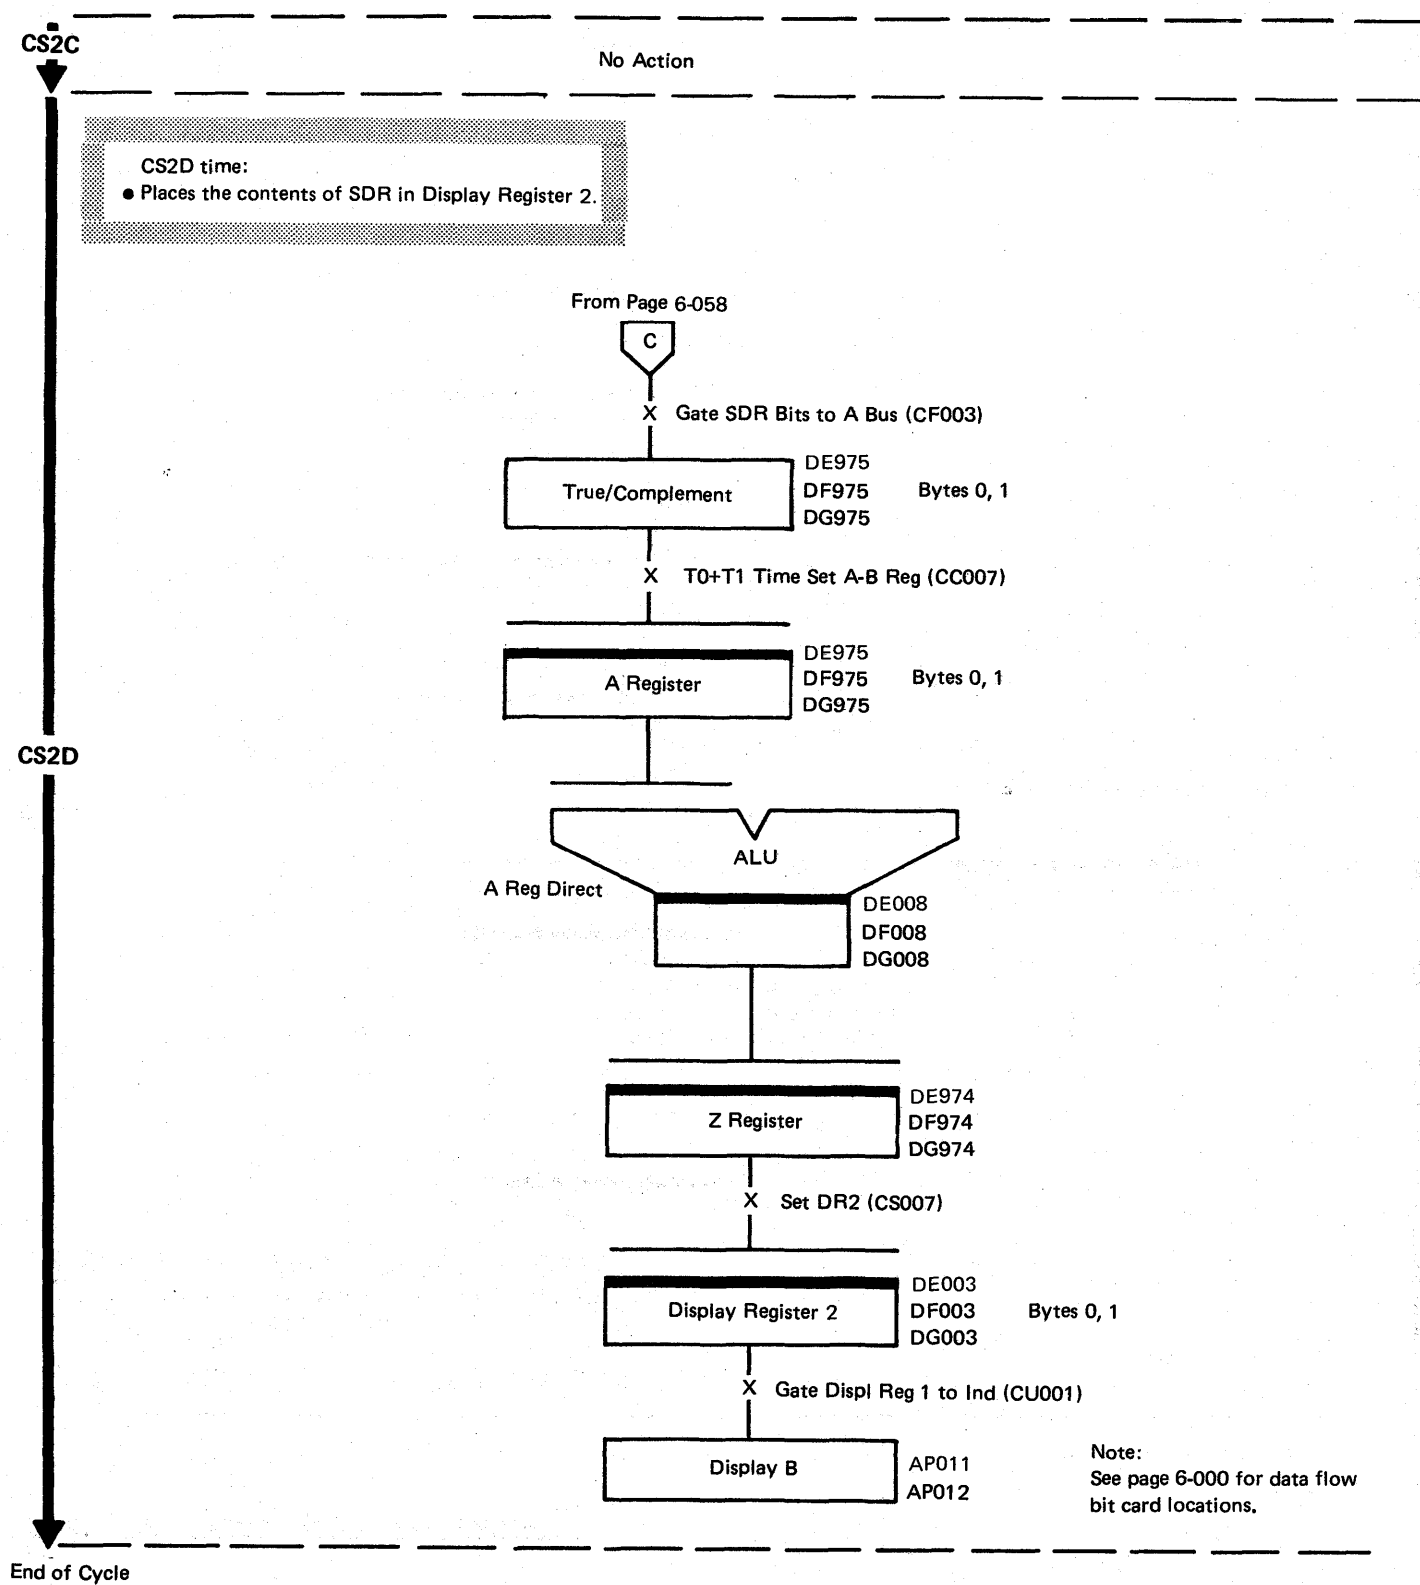 CS2C
No Action
CS2D time:
● Places the contents of SDR in Display Register 2.
From Page 6-058
C
X Gate SDR Bits to A Bus (CF003)
True/Complement
DE975
DF975 Bytes 0, 1
DG975
X T0+T1 Time Set A-B Reg (CC007)
A Register
DE975
DF975 Bytes 0, 1
DG975
CS2D
ALU
A Reg Direct
DE008
DF008
DG008
Z Register
DE974
DF974
DG974
X Set DR2 (CS007)
Display Register 2
DE003
DF003 Bytes 0, 1
DG003
X Gate Displ Reg 1 to Ind (CU001)
Display B
AP011
AP012
Note:
See page 6-000 for data flow
bit card locations.
End of Cycle